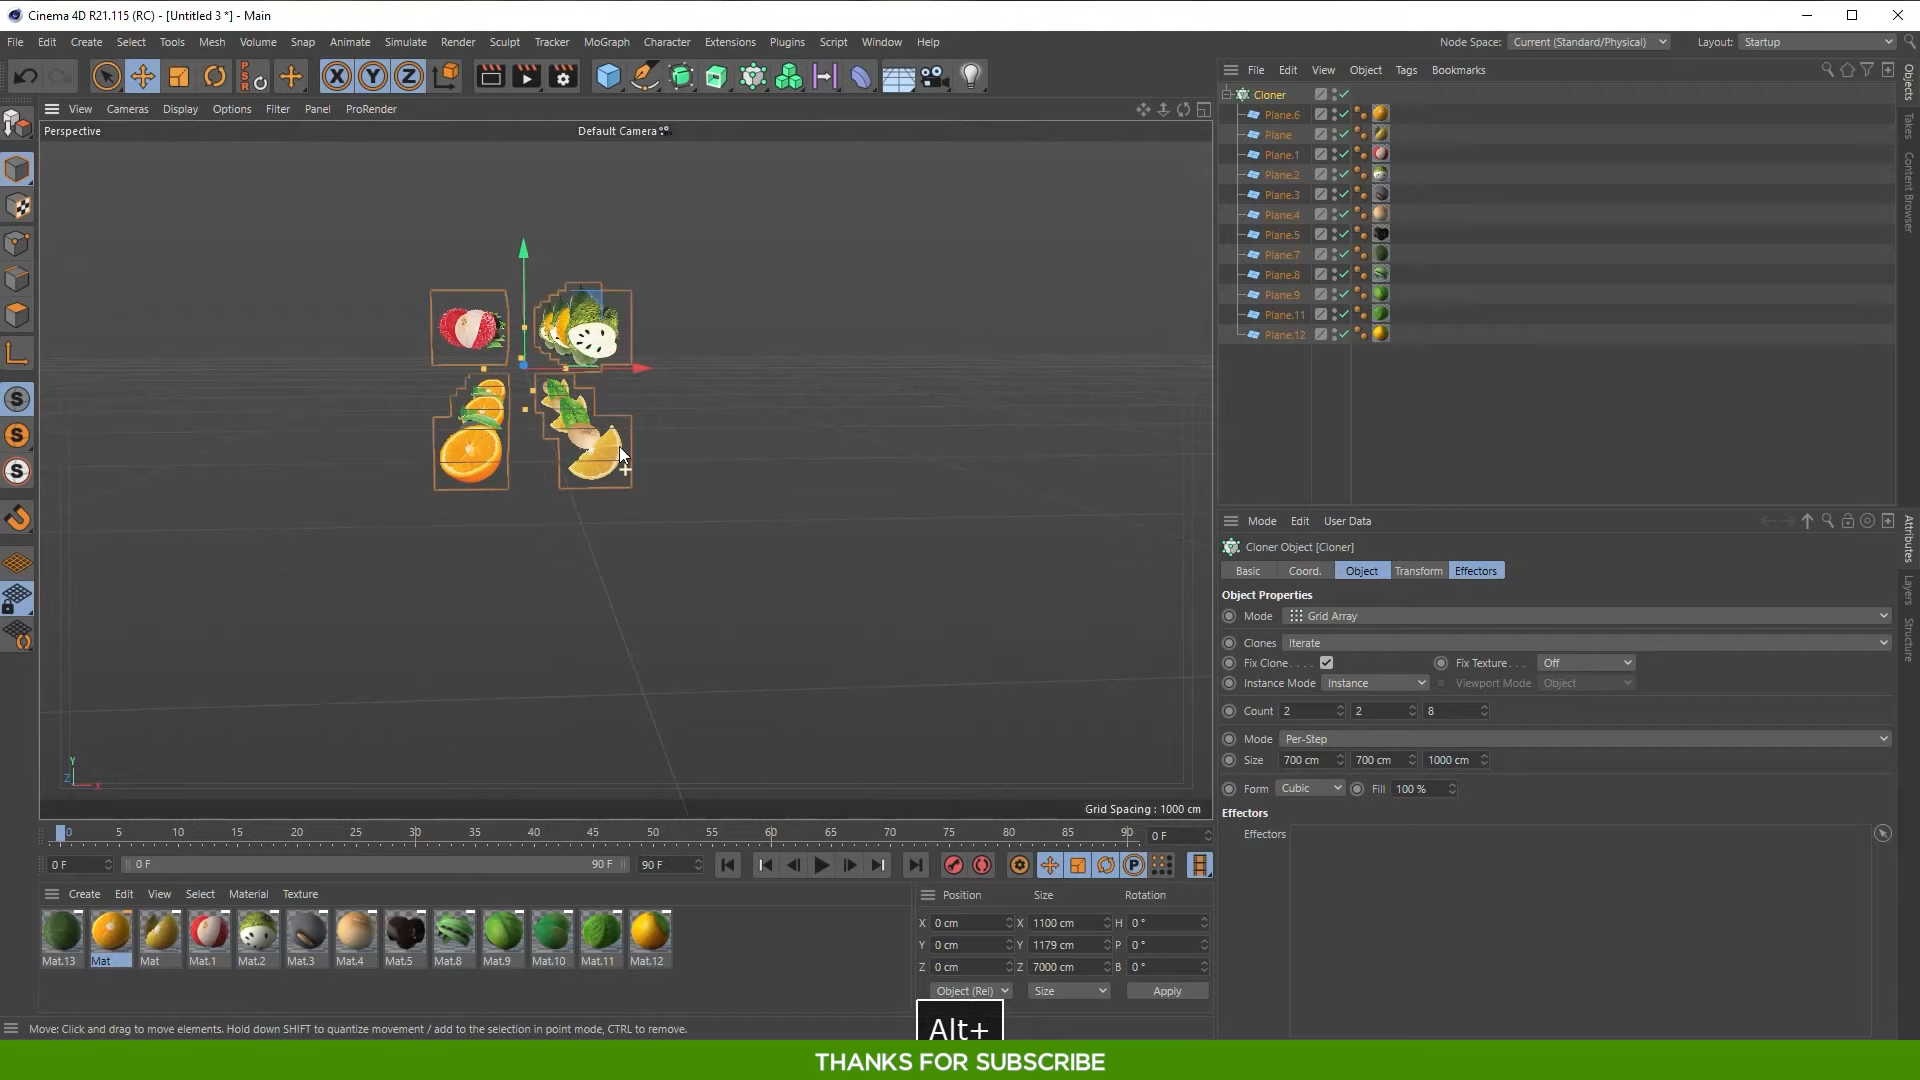 Cinema 4D R21.115 (RC) - [Untitled 3 *] - Main
File Edit Create Select Tools Mesh Volume Snap Animate Simulate Render Sculpt Tracker MoGraph Character Extensions Plugins Script Window Help
Node Space: Current (Standard/Physical) Layout: Startup
View Cameras Display Options Filter Panel ProRender
Perspective
Default Camera
File Edit View Object Tags Bookmarks
Cloner
Plane.6
Plane
Plane.1
Plane.2
Plane.3
Plane.4
Plane.5
Plane.7
Plane.8
Plane.9
Plane.11
Plane.12
Objects
Takes
Content Browser
Mode Edit User Data
Cloner Object [Cloner]
Basic Coord. Object Transform Effectors
Object Properties
Mode Grid Array
Clones Iterate
Fix Clone. . . . Fix Texture. . . Off
Instance Mode Instance Viewport Mode Object
Count 2 2 8
Mode Per-Step
Size 700 cm 700 cm 1000 cm
Form Cubic Fill 100 %
Effectors
Effectors
Attributes
Layers
Structure
Y
Z
X
Grid Spacing : 1000 cm
0 5 10 15 20 25 30 35 40 45 50 55 60 65 70 75 80 85 90 0 F
0 F 0 F 90 F 90 F
Create Edit View Select Material Texture
Mat.13 Mat Mat Mat.1 Mat.2 Mat.3 Mat.4 Mat.5 Mat.8 Mat.9 Mat.10 Mat.11 Mat.12
Position Size Rotation
X 0 cm X 1100 cm H 0 °
Y 0 cm Y 1179 cm P 0 °
Z 0 cm Z 7000 cm B 0 °
Object (Rel) Size Apply
Alt+
Move: Click and drag to move elements. Hold down SHIFT to quantize movement / add to the selection in point mode, CTRL to remove.
THANKS FOR SUBSCRIBE